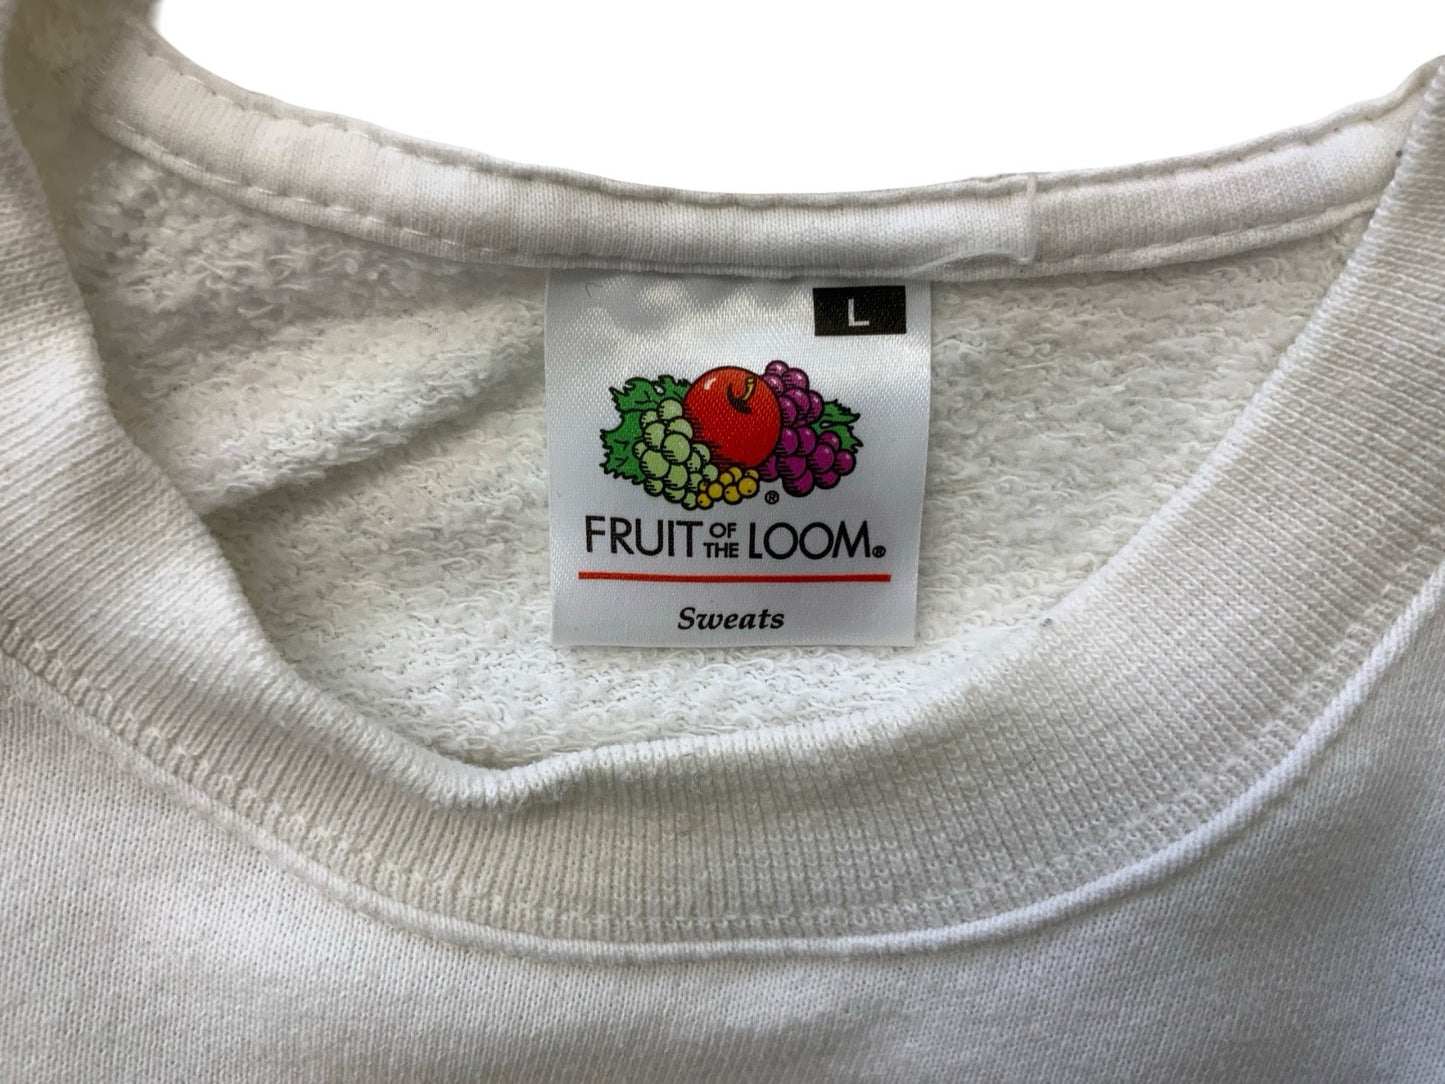 L
®
FRUIT OF THE LOOM®
Sweats